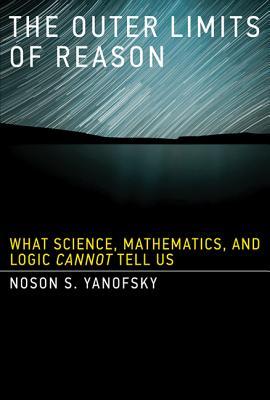 THE OUTER LIMITS
OF REASON
WHAT SCIENCE, MATHEMATICS, AND
LOGIC CANNOT TELL US
NOSON S. YANOFSKY